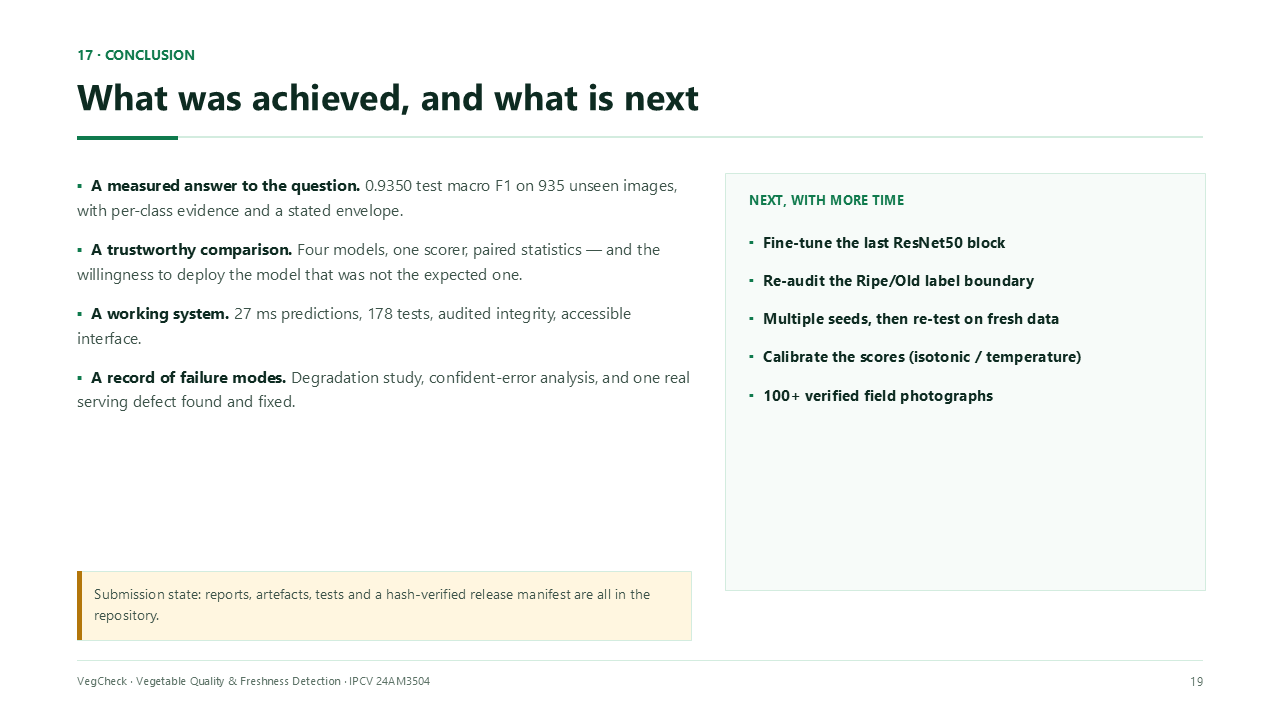 17 · CONCLUSION
What was achieved, and what is next
▪ A measured answer to the question. 0.9350 test macro F1 on 935 unseen images,
with per-class evidence and a stated envelope.
▪ A trustworthy comparison. Four models, one scorer, paired statistics — and the
willingness to deploy the model that was not the expected one.
▪ A working system. 27 ms predictions, 178 tests, audited integrity, accessible
interface.
▪ A record of failure modes. Degradation study, confident-error analysis, and one real
serving defect found and fixed.
Submission state: reports, artefacts, tests and a hash-verified release manifest are all in the
repository.
NEXT, WITH MORE TIME
▪ Fine-tune the last ResNet50 block
▪ Re-audit the Ripe/Old label boundary
▪ Multiple seeds, then re-test on fresh data
▪ Calibrate the scores (isotonic / temperature)
▪ 100+ verified field photographs
VegCheck · Vegetable Quality & Freshness Detection · IPCV 24AM3504
19